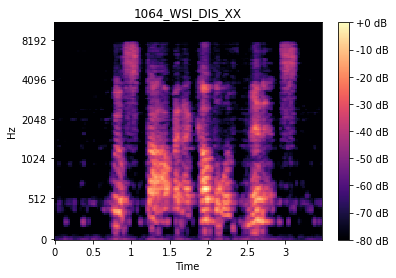 1064_WSI_DIS_XX
Hz
8192
4096
2048
1024
512
0
0 0.5 1 1.5 2 2.5 3
Time
+0 dB
-10 dB
-20 dB
-30 dB
-40 dB
-50 dB
-60 dB
-70 dB
-80 dB